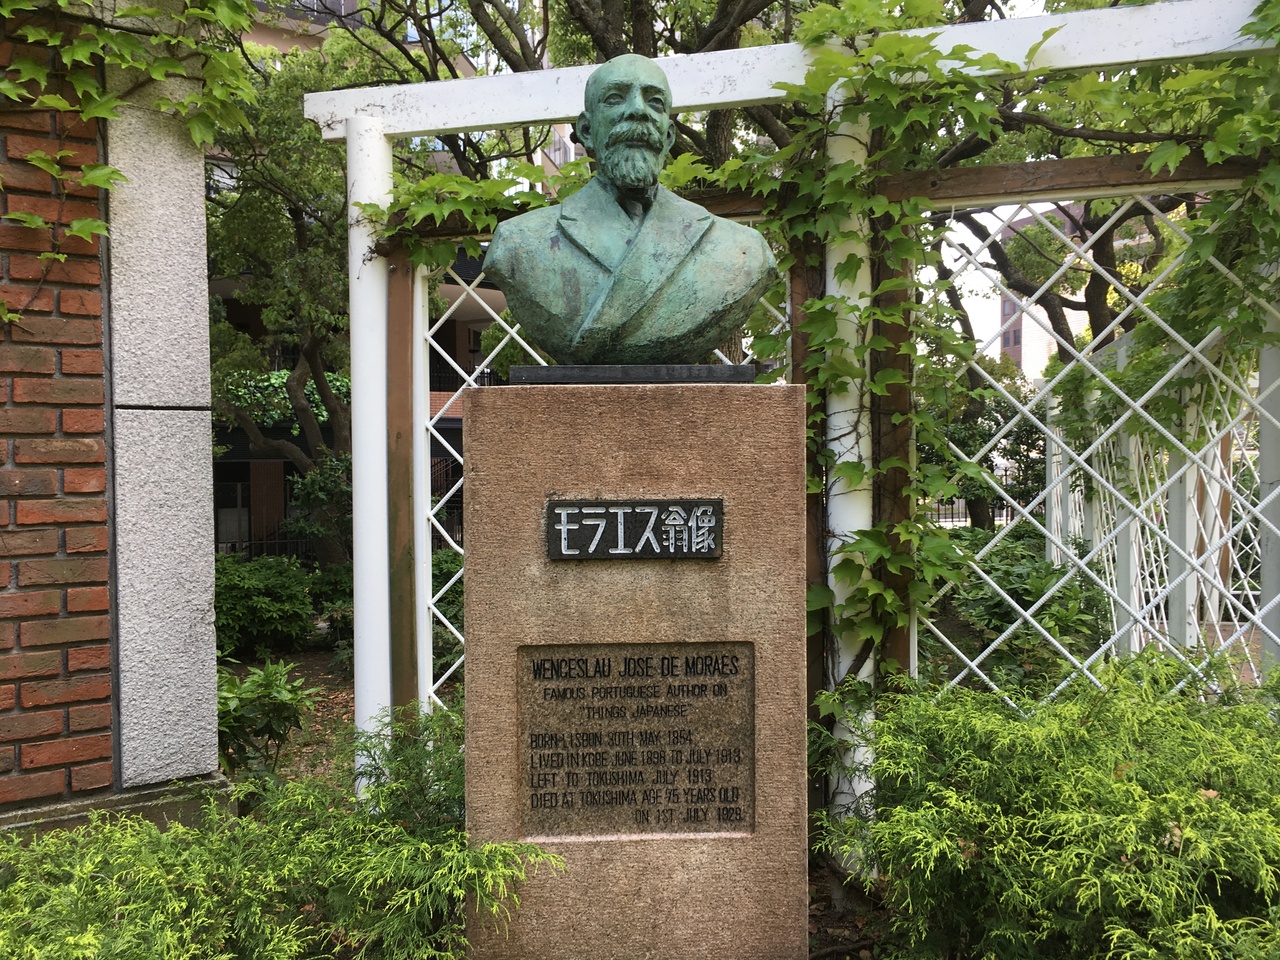 モラエス翁像
WENCESLAU JOSE DE MORAES
FAMOUS PORTUGUESE AUTHOR ON
"THINGS JAPANESE"
BORN LISBON 30TH MAY 1854
LIVED IN KOBE JUNE 1898 TO JULY 1913
LEFT TO TOKUSHIMA JULY 1913
DIED AT TOKUSHIMA AGE 75 YEARS OLD
ON 1ST JULY 1929